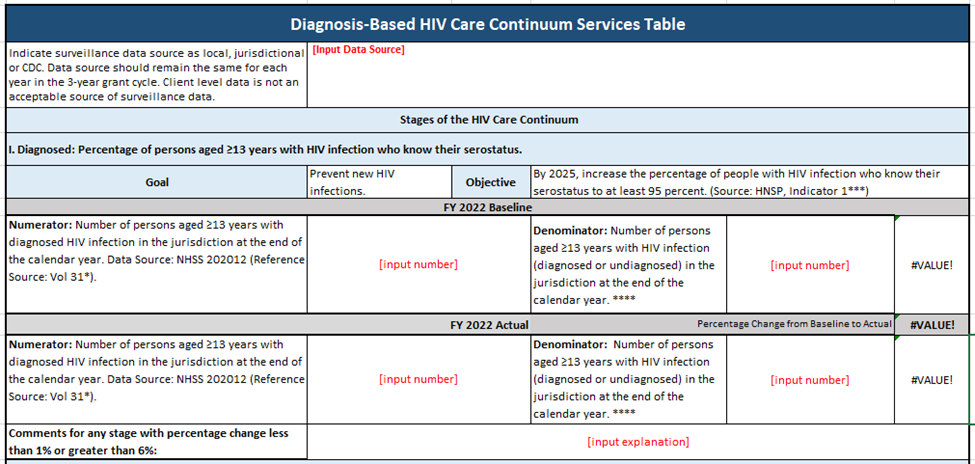 Diagnosis-Based HIV Care Continuum Services Table
Indicate surveillance data source as local, jurisdictional
or CDC. Data source should remain the same for each
year in the 3-year grant cycle. Client level data is not an
acceptable source of surveillance data.
[Input Data Source]
Stages of the HIV Care Continuum
I. Diagnosed: Percentage of persons aged ≥13 years with HIV infection who know their serostatus.
Goal
Prevent new HIV
infections.
Objective
By 2025, increase the percentage of people with HIV infection who know their
serostatus to at least 95 percent. (Source: HNSP, Indicator 1***)
FY 2022 Baseline
Numerator: Number of persons aged ≥13 years with
diagnosed HIV infection in the jurisdiction at the end of
the calendar year. Data Source: NHSS 202012 (Reference
Source: Vol 31*).
[input number]
Denominator: Number of persons
aged ≥13 years with HIV infection
(diagnosed or undiagnosed) in the
jurisdiction at the end of the
calendar year. ****
[input number]
#VALUE!
FY 2022 Actual
Percentage Change from Baseline to Actual
#VALUE!
Numerator: Number of persons aged ≥13 years with
diagnosed HIV infection in the jurisdiction at the end of
the calendar year. Data Source: NHSS 202012 (Reference
Source: Vol 31*).
[input number]
Denominator: Number of persons
aged ≥13 years with HIV infection
(diagnosed or undiagnosed) in the
jurisdiction at the end of the
calendar year. ****
[input number]
#VALUE!
Comments for any stage with percentage change less
than 1% or greater than 6%:
[input explanation]